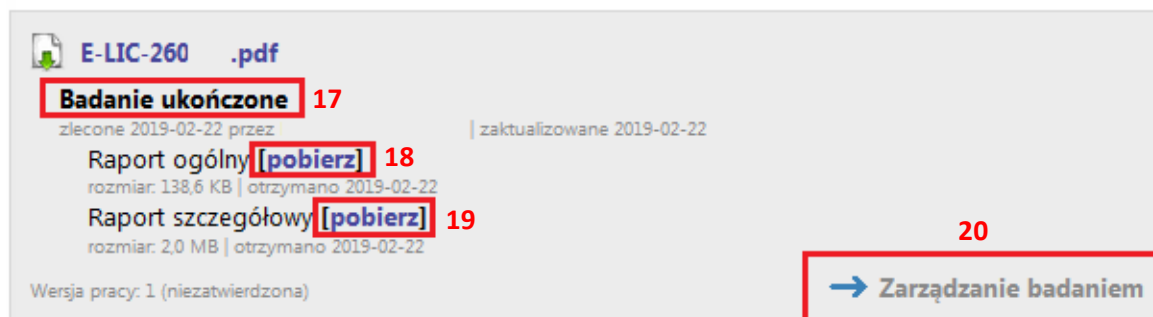 E-LIC-260 .pdf
Badanie ukończone 17
zlecone 2019-02-22 przez | zaktualizowane 2019-02-22
Raport ogólny [pobierz] 18
rozmiar: 138,6 KB | otrzymano 2019-02-22
Raport szczegółowy [pobierz] 19
rozmiar: 2,0 MB | otrzymano 2019-02-22
20
Wersja pracy: 1 (niezatwierdzona) → Zarządzanie badaniem